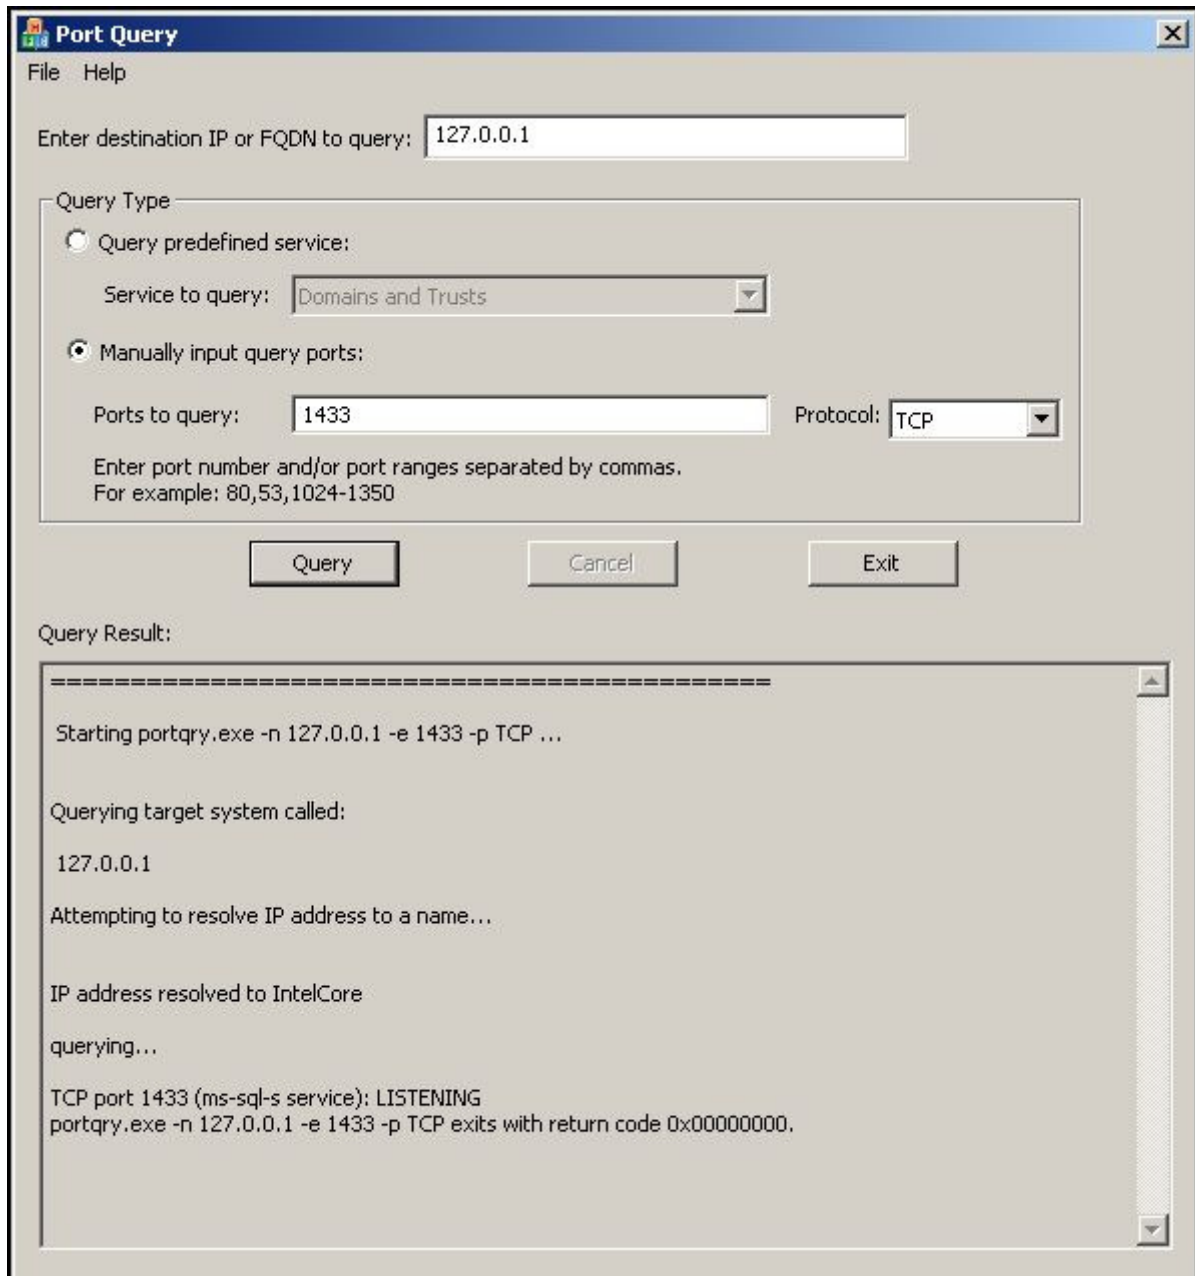 Port Query
File Help
Enter destination IP or FQDN to query: 127.0.0.1
Query Type
Query predefined service:
Service to query: Domains and Trusts
Manually input query ports:
Ports to query: 1433 Protocol: TCP
Enter port number and/or port ranges separated by commas.
For example: 80,53,1024-1350
Query Cancel Exit
Query Result:
=============================================
Starting portqry.exe -n 127.0.0.1 -e 1433 -p TCP ...
Querying target system called:
127.0.0.1
Attempting to resolve IP address to a name...
IP address resolved to IntelCore
querying...
TCP port 1433 (ms-sql-s service): LISTENING
portqry.exe -n 127.0.0.1 -e 1433 -p TCP exits with return code 0x00000000.